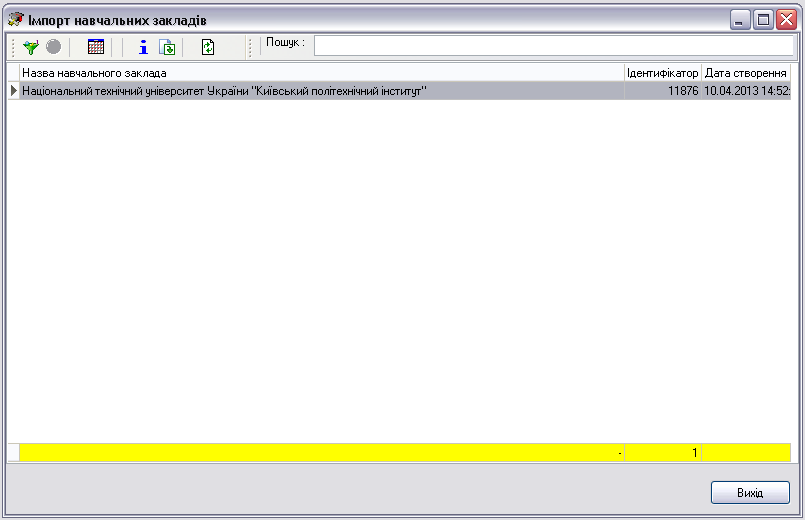 Імпорт навчальних закладів
Пошук :
Назва навчального заклада Ідентифікатор Дата створення
Національний технічний університет України "Київський політехнічний інститут" 11876 10.04.2013 14:52:
- 1
Вихід